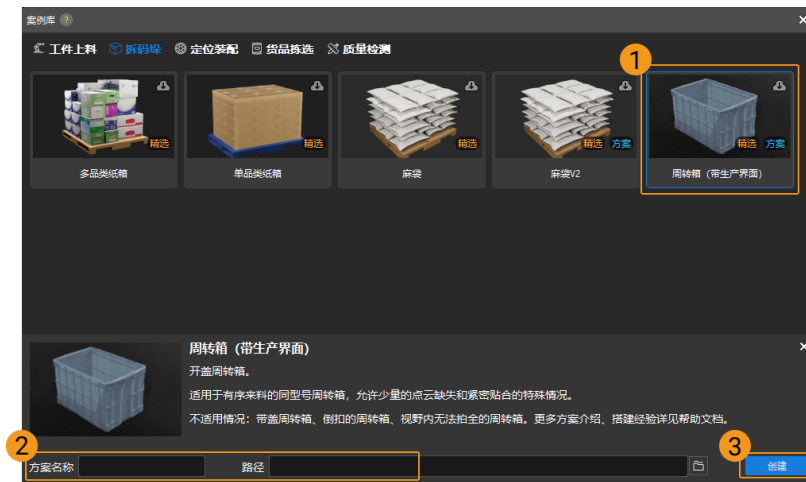 案例库 ?
工件上料 拆码垛 定位装配 货品拣选 质量检测
1
精选
精选
精选
精选 方案
精选 方案
多品类纸箱
单品类纸箱
麻袋
麻袋V2
周转箱（带生产界面）
周转箱（带生产界面）
开盖周转箱。
适用于有序来料的同型号周转箱，允许少量的点云缺失和紧密贴合的特殊情况。
不适用情况：带盖周转箱、倒扣的周转箱、视野内无法拍全的周转箱。更多方案介绍、搭建经验详见帮助文档。
2
3
方案名称
路径
创建